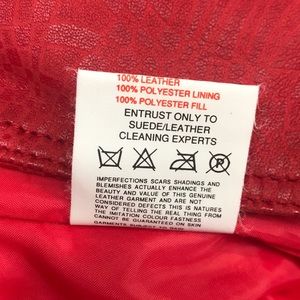 100% LEATHER
100% POLYESTER LINING
100% POLYESTER FILL
ENTRUST ONLY TO
SUEDE/LEATHER
CLEANING EXPERTS
IMPERFECTIONS SCARS SHADINGS AND
BLEMISHES ACTUALLY ENHANCE THE
BEAUTY AND VALUE OF THIS GENUINE
LEATHER GARMENT AND ARE NOT
CONSIDERED DEFECTS THIS IS NATURES
WAY OF TELLING THE REAL THING FROM
THE IMITATION COLOUR FASTNESS
CANNOT BE GUARANTEED ON SKIN
GARMENTS